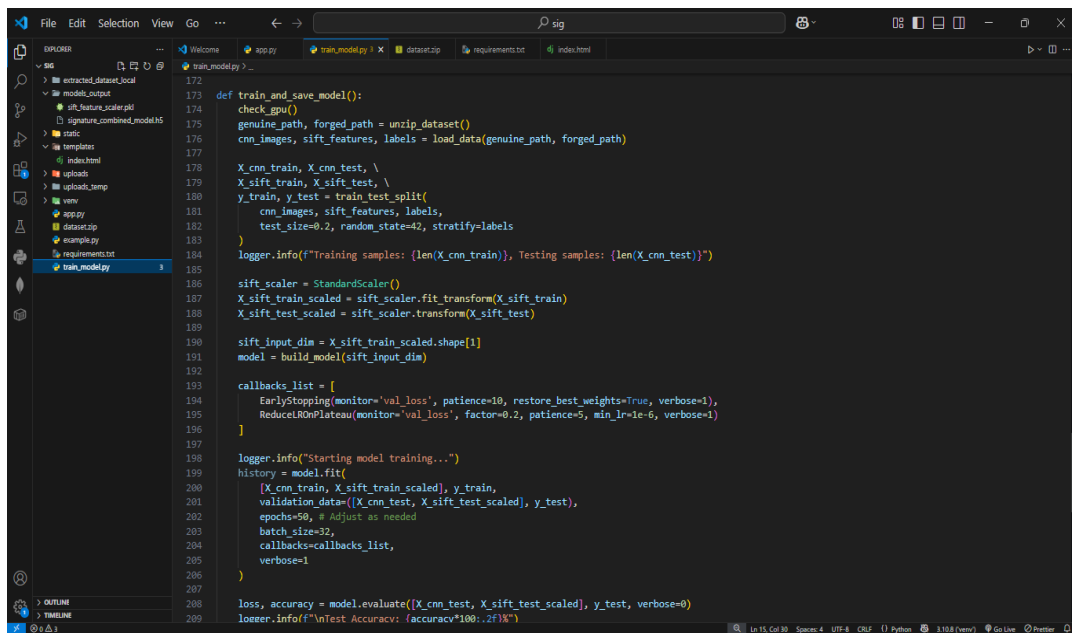 File Edit Selection View Go ··· sig
EXPLORER ···
SIG
extracted_dataset_local
models_output
sift_feature_scaler.pkl
signature_combined_model.h5
static
templates
index.html
uploads
uploads_temp
venv
app.py
dataset.zip
example.py
requirements.txt
train_model.py 3
OUTLINE
TIMELINE
Welcome app.py train_model.py 3 dataset.zip requirements.txt index.html
train_model.py > ...
172
173 def train_and_save_model():
174     check_gpu()
175     genuine_path, forged_path = unzip_dataset()
176     cnn_images, sift_features, labels = load_data(genuine_path, forged_path)
177
178     X_cnn_train, X_cnn_test, \
179     X_sift_train, X_sift_test, \
180     y_train, y_test = train_test_split(
181         cnn_images, sift_features, labels,
182         test_size=0.2, random_state=42, stratify=labels
183     )
184     logger.info(f"Training samples: {len(X_cnn_train)}, Testing samples: {len(X_cnn_test)}")
185
186     sift_scaler = StandardScaler()
187     X_sift_train_scaled = sift_scaler.fit_transform(X_sift_train)
188     X_sift_test_scaled = sift_scaler.transform(X_sift_test)
189
190     sift_input_dim = X_sift_train_scaled.shape[1]
191     model = build_model(sift_input_dim)
192
193     callbacks_list = [
194         EarlyStopping(monitor='val_loss', patience=10, restore_best_weights=True, verbose=1),
195         ReduceLROnPlateau(monitor='val_loss', factor=0.2, patience=5, min_lr=1e-6, verbose=1)
196     ]
197
198     logger.info("Starting model training...")
199     history = model.fit(
200         [X_cnn_train, X_sift_train_scaled], y_train,
201         validation_data=([X_cnn_test, X_sift_test_scaled], y_test),
202         epochs=50, # Adjust as needed
203         batch_size=32,
204         callbacks=callbacks_list,
205         verbose=1
206     )
207
208     loss, accuracy = model.evaluate([X_cnn_test, X_sift_test_scaled], y_test, verbose=0)
209     logger.info(f"\nTest Accuracy: {accuracy*100:.2f}%")
0 3 Ln 15, Col 30 Spaces: 4 UTF-8 CRLF {} Python 3.10.8 ('venv') Go Live Prettier